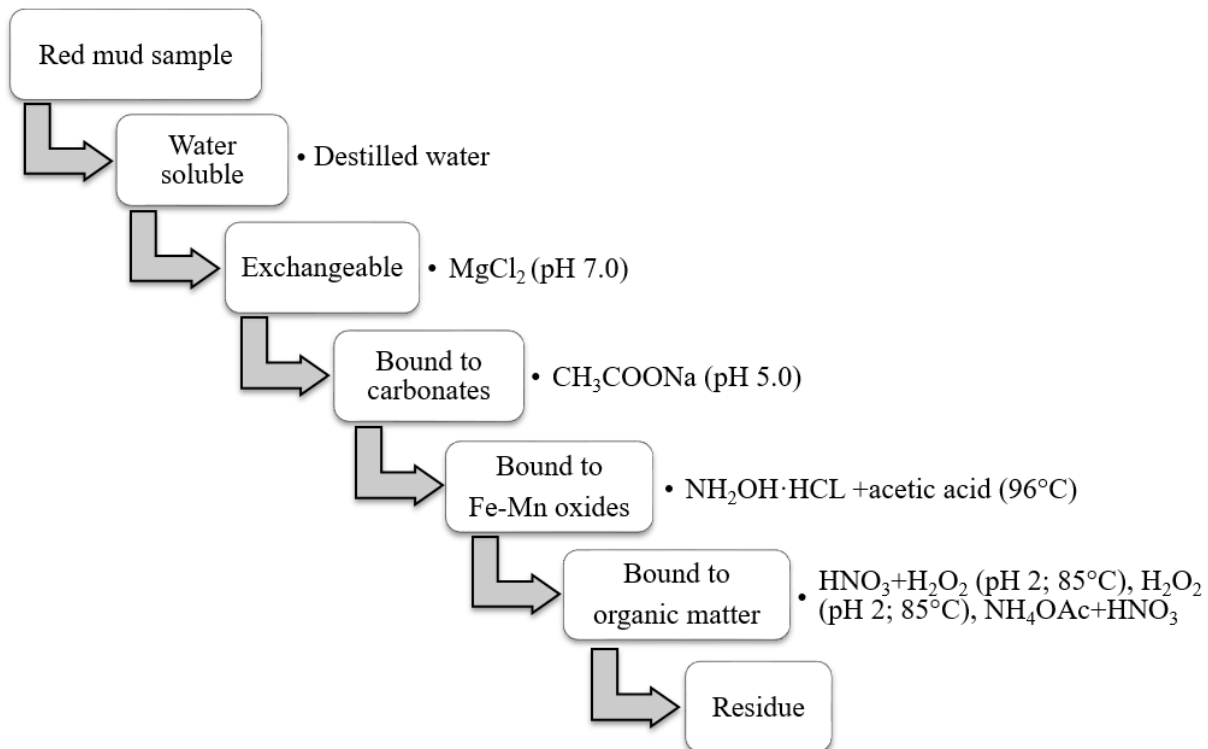 Red mud sample
Water
soluble
• Destilled water
Exchangeable
• MgCl₂ (pH 7.0)
Bound to
carbonates
• CH₃COONa (pH 5.0)
Bound to
Fe-Mn oxides
• NH₂OH·HCL +acetic acid (96°C)
Bound to
organic matter
• HNO₃+H₂O₂ (pH 2; 85°C), H₂O₂
(pH 2; 85°C), NH₄OAc+HNO₃
Residue